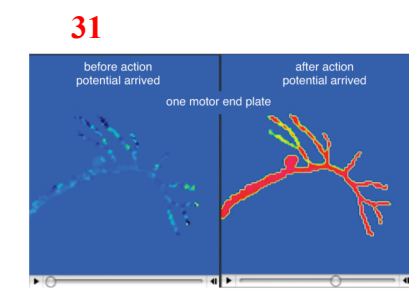 31
before action
potential arrived
after action
potential arrived
one motor end plate